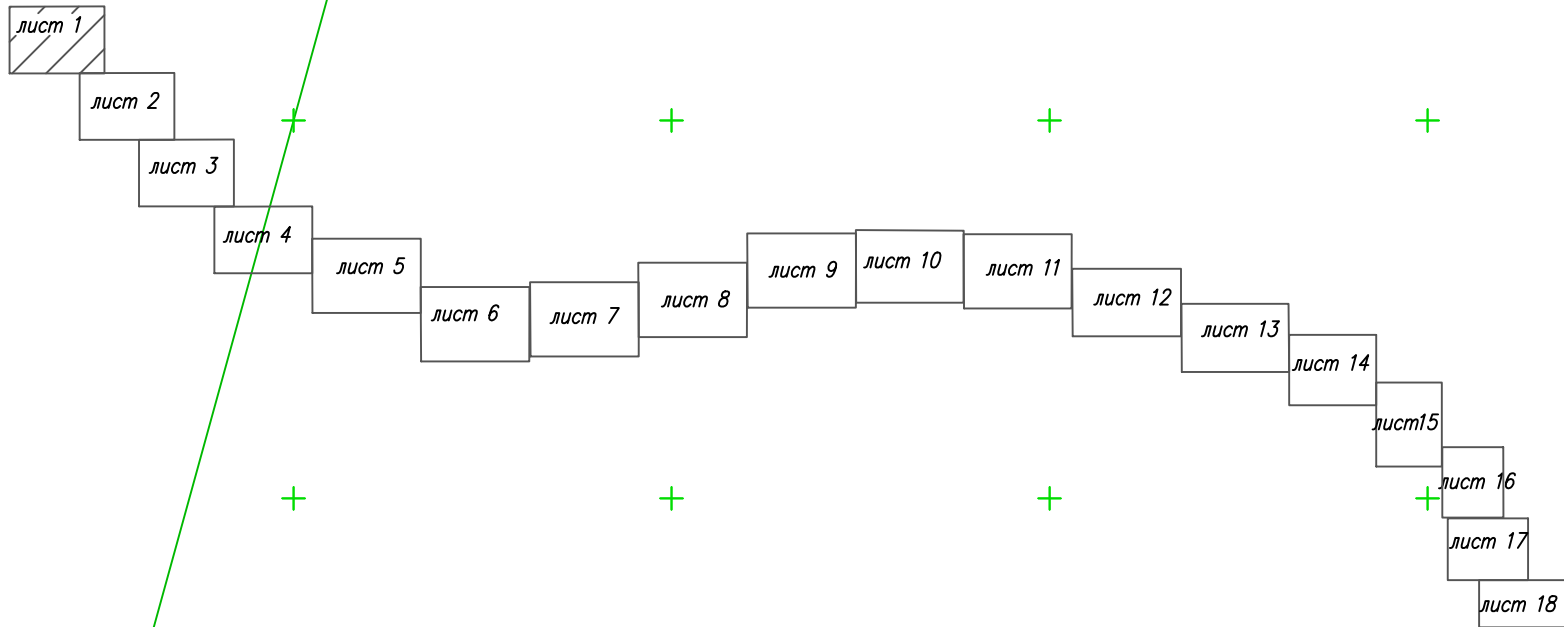 лист 1
лист 2
лист 3
лист 4
лист 5
лист 6
лист 7
лист 8
лист 9
лист 10
лист 11
лист 12
лист 13
лист 14
лист15
лист 16
лист 17
лист 18